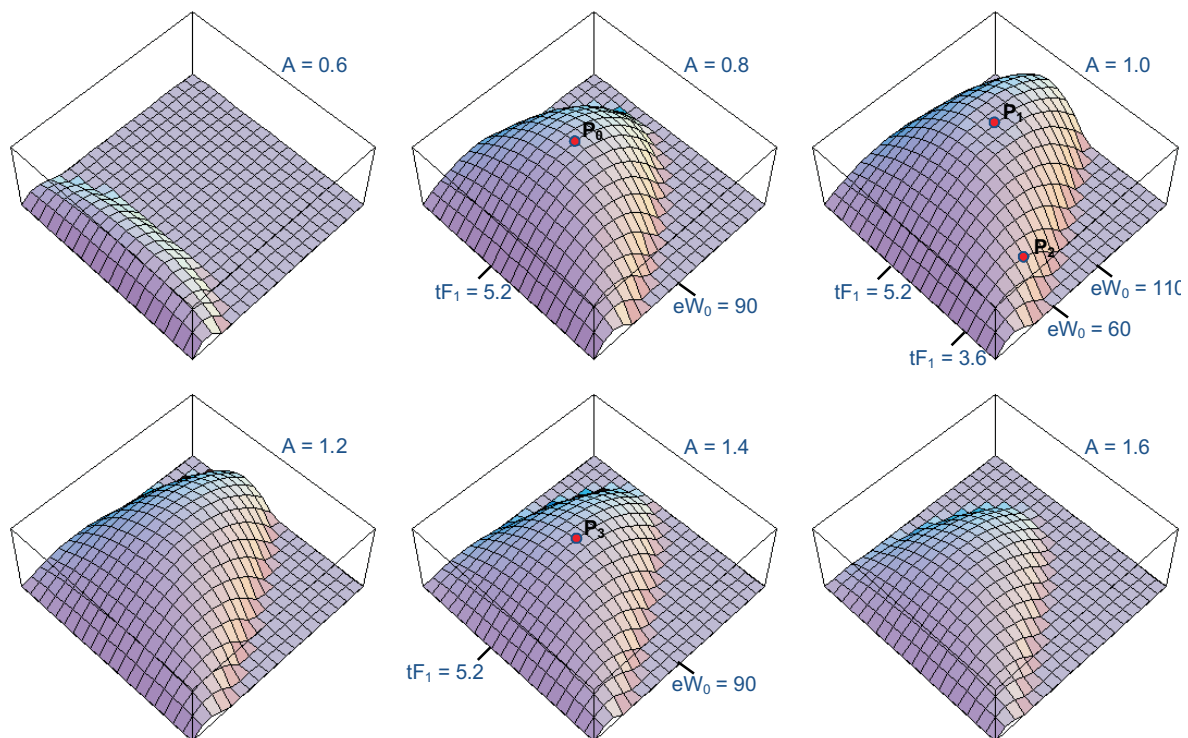 A = 0.6
A = 0.8
A = 1.0
P₀
P₁
P₂
tF₁ = 5.2
eW₀ = 90
tF₁ = 5.2
eW₀ = 110
eW₀ = 60
tF₁ = 3.6
A = 1.2
A = 1.4
A = 1.6
P₃
tF₁ = 5.2
eW₀ = 90